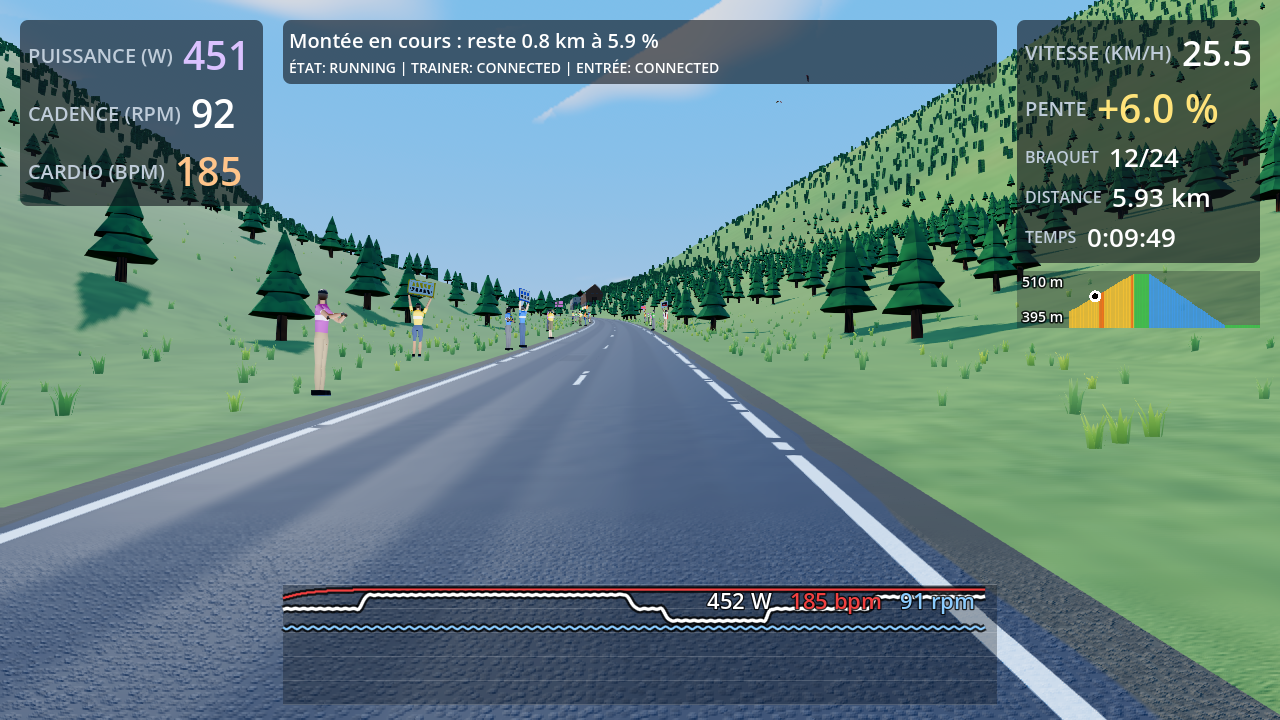 PUISSANCE (W) 451
CADENCE (RPM) 92
CARDIO (BPM) 185
Montée en cours : reste 0.8 km à 5.9 %
ÉTAT: RUNNING | TRAINER: CONNECTED | ENTRÉE: CONNECTED
VITESSE (KM/H) 25.5
PENTE +6.0 %
BRAQUET 12/24
DISTANCE 5.93 km
TEMPS 0:09:49
510 m
395 m
452 W 185 bpm 91 rpm